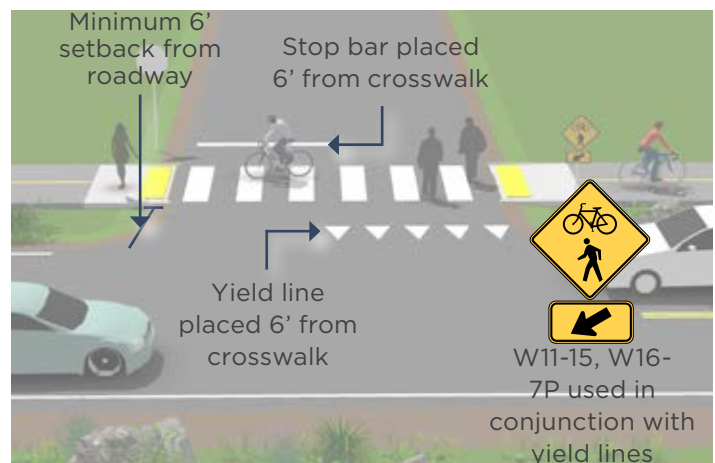 Minimum 6’
setback from
roadway
Stop bar placed
6’ from crosswalk
Yield line
placed 6’ from
crosswalk
W11-15, W16-
7P used in
conjunction with
yield lines